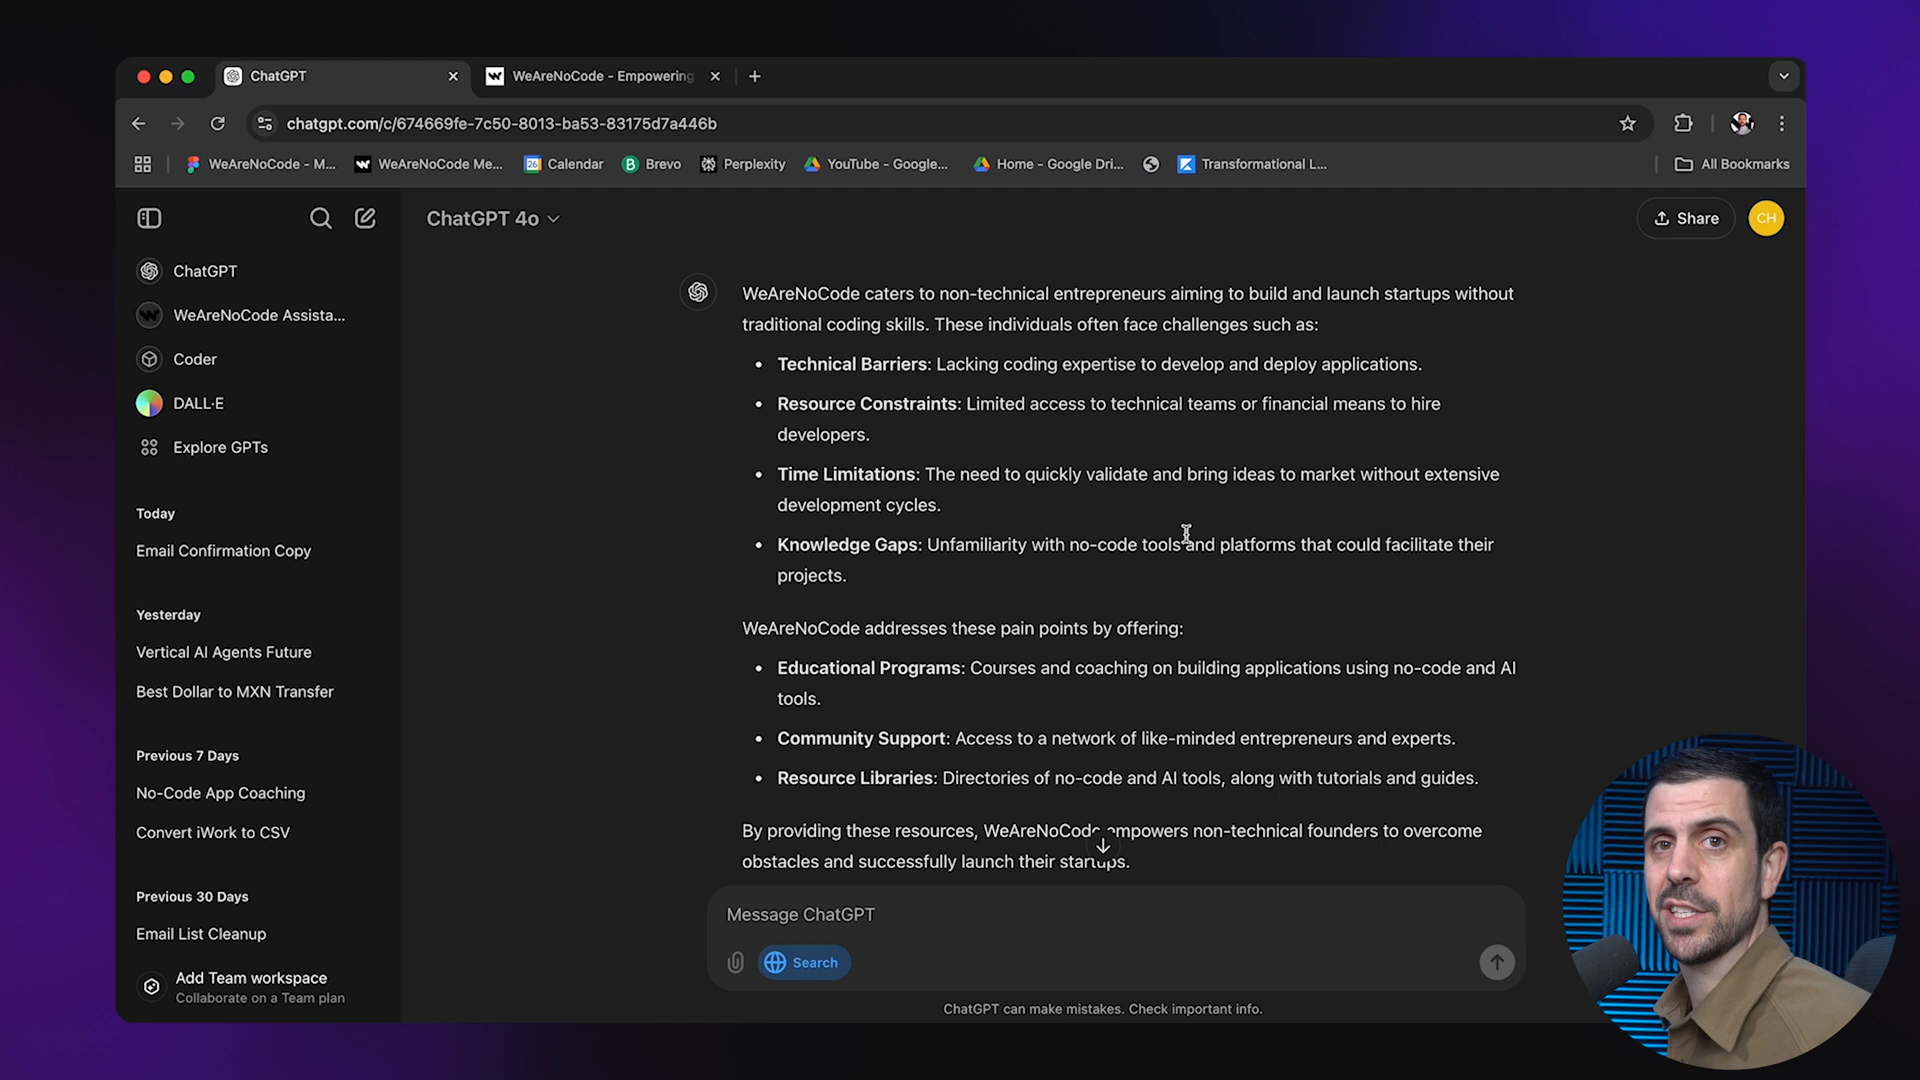 ChatGPT
WeAreNoCode - Empowering
chatgpt.com/c/674669fe-7c50-8013-ba53-83175d7a446b
WeAreNoCode - M...
WeAreNoCode Me...
26
Calendar
B
Brevo
Perplexity
YouTube - Google...
Home - Google Dri...
Transformational L...
All Bookmarks
ChatGPT 4o
Share
CH
ChatGPT
WeAreNoCode Assista...
Coder
DALL·E
Explore GPTs
Today
Email Confirmation Copy
Yesterday
Vertical AI Agents Future
Best Dollar to MXN Transfer
Previous 7 Days
No-Code App Coaching
Convert iWork to CSV
Previous 30 Days
Email List Cleanup
Add Team workspace
Collaborate on a Team plan
WeAreNoCode caters to non-technical entrepreneurs aiming to build and launch startups without
traditional coding skills. These individuals often face challenges such as:
• Technical Barriers: Lacking coding expertise to develop and deploy applications.
• Resource Constraints: Limited access to technical teams or financial means to hire
developers.
• Time Limitations: The need to quickly validate and bring ideas to market without extensive
development cycles.
• Knowledge Gaps: Unfamiliarity with no-code tools and platforms that could facilitate their
projects.
WeAreNoCode addresses these pain points by offering:
• Educational Programs: Courses and coaching on building applications using no-code and AI
tools.
• Community Support: Access to a network of like-minded entrepreneurs and experts.
• Resource Libraries: Directories of no-code and AI tools, along with tutorials and guides.
By providing these resources, WeAreNoCode empowers non-technical founders to overcome
obstacles and successfully launch their startups.
Message ChatGPT
Search
ChatGPT can make mistakes. Check important info.